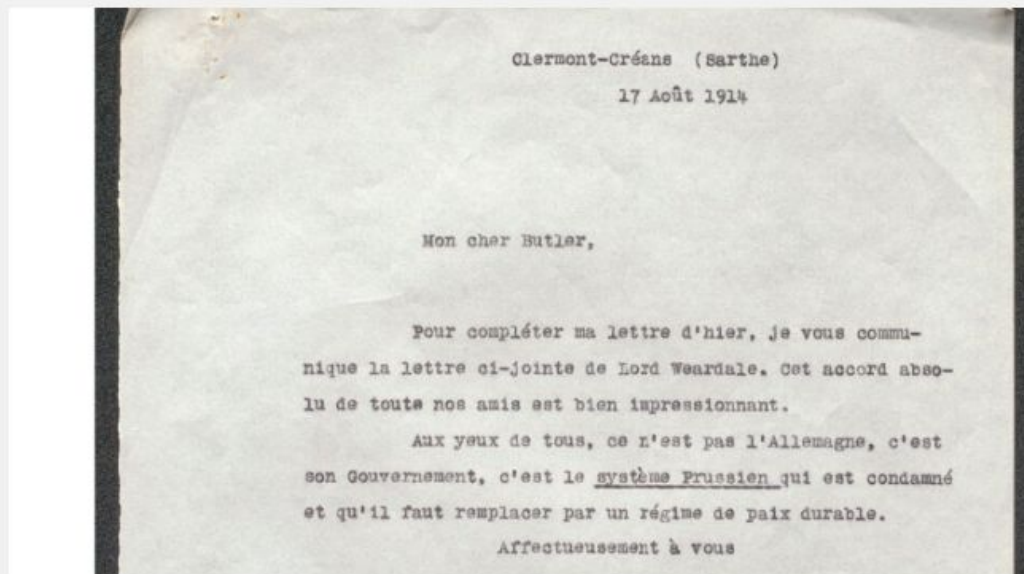 Clermont-Créans (Sarthe)
17 Août 1914
Mon cher Butler,
Pour compléter ma lettre d'hier, je vous commu-
nique la lettre ci-jointe de Lord Weardale. Cet accord abso-
lu de toute nos amis est bien impressionnant.
Aux yeux de tous, ce n'est pas l'Allemagne, c'est
son Gouvernement, c'est le système Prussien qui est condamné
et qu'il faut remplacer par un régime de paix durable.
Affectueusement à vous